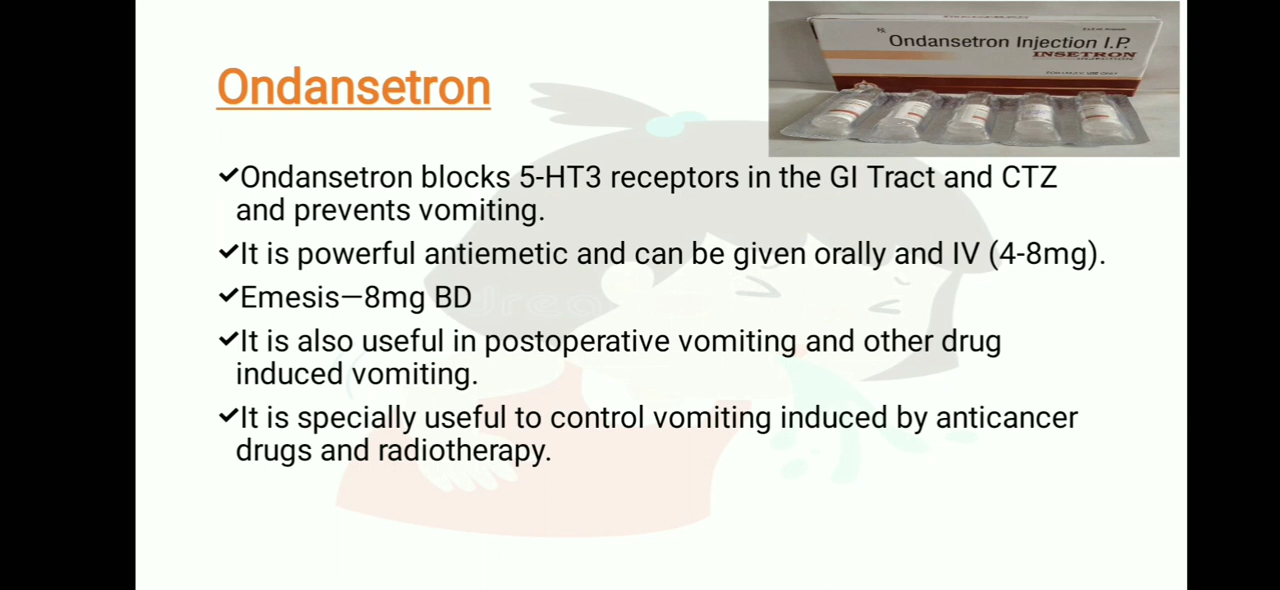 Ondansetron Injection I.P.
INSETRON
Ondansetron
✓Ondansetron blocks 5-HT3 receptors in the GI Tract and CTZ
and prevents vomiting.
✓It is powerful antiemetic and can be given orally and IV (4-8mg).
✓Emesis—8mg BD
✓It is also useful in postoperative vomiting and other drug
induced vomiting.
✓It is specially useful to control vomiting induced by anticancer
drugs and radiotherapy.